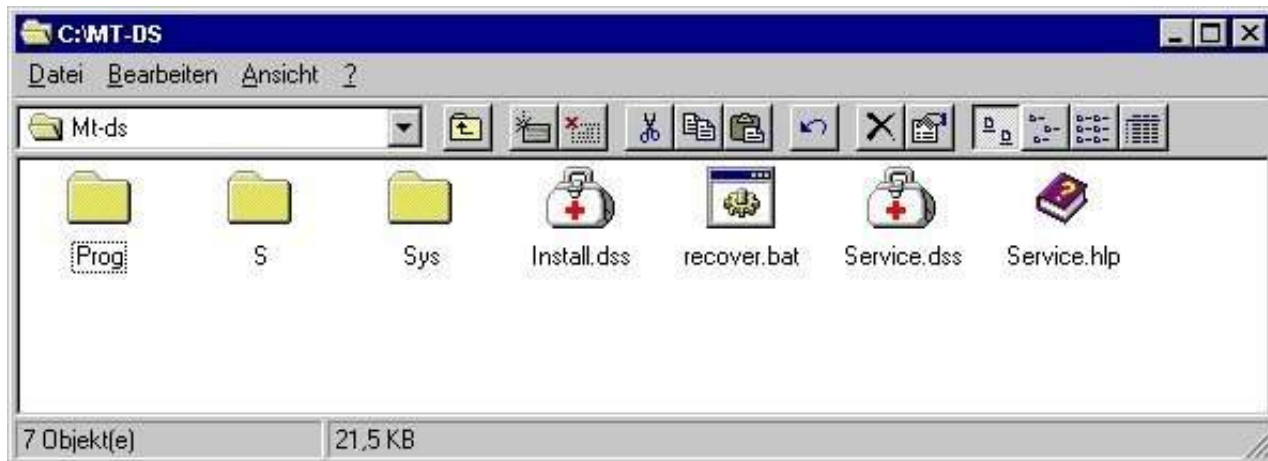 C:\MT-DS
Datei Bearbeiten Ansicht ?
Mt-ds
Prog S Sys Install.dss recover.bat Service.dss Service.hlp
7 Objekt(e) 21,5 KB